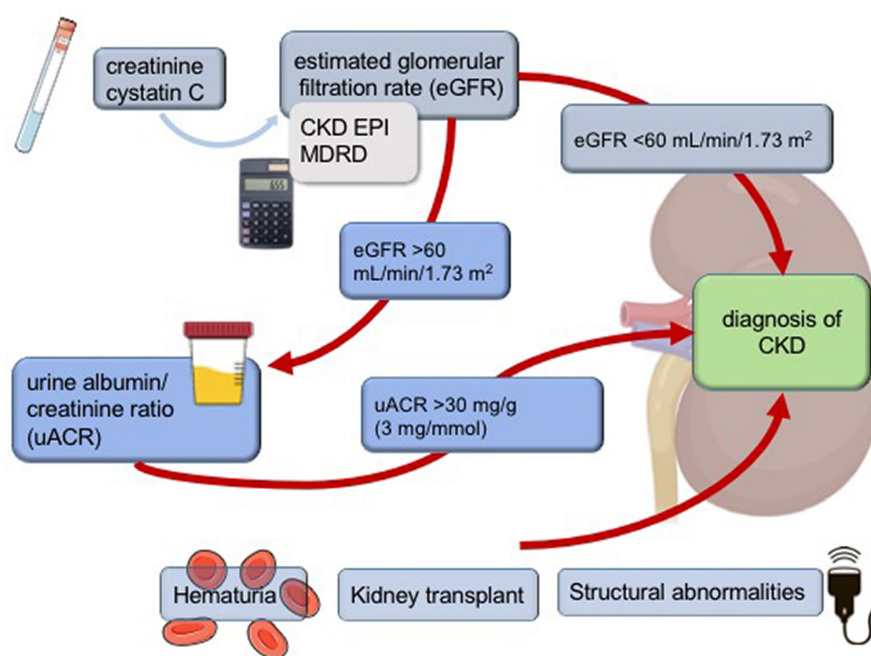 creatinine
cystatin C
estimated glomerular
filtration rate (eGFR)
CKD EPI
MDRD
eGFR <60 mL/min/1.73 m²
eGFR >60
mL/min/1.73 m²
diagnosis of
CKD
urine albumin/
creatinine ratio
(uACR)
uACR >30 mg/g
(3 mg/mmol)
Hematuria
Kidney transplant
Structural abnormalities